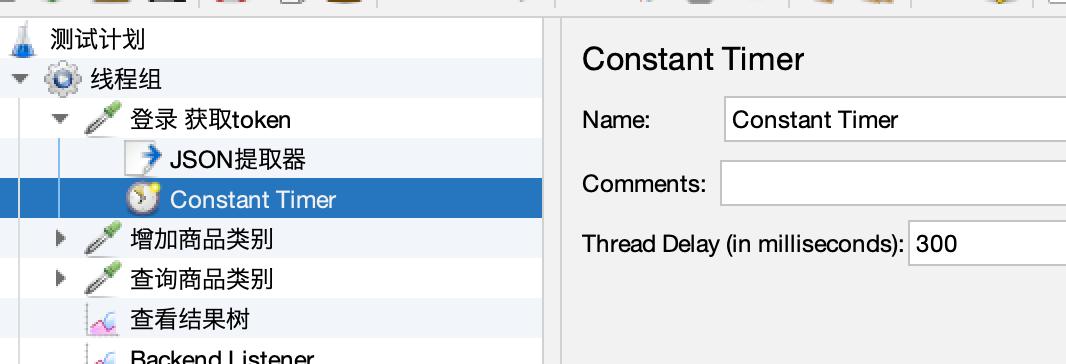 测试计划
线程组
登录 获取token
JSON提取器
Constant Timer
增加商品类别
查询商品类别
查看结果树
Backend Listener
Constant Timer
Name: Constant Timer
Comments:
Thread Delay (in milliseconds): 300